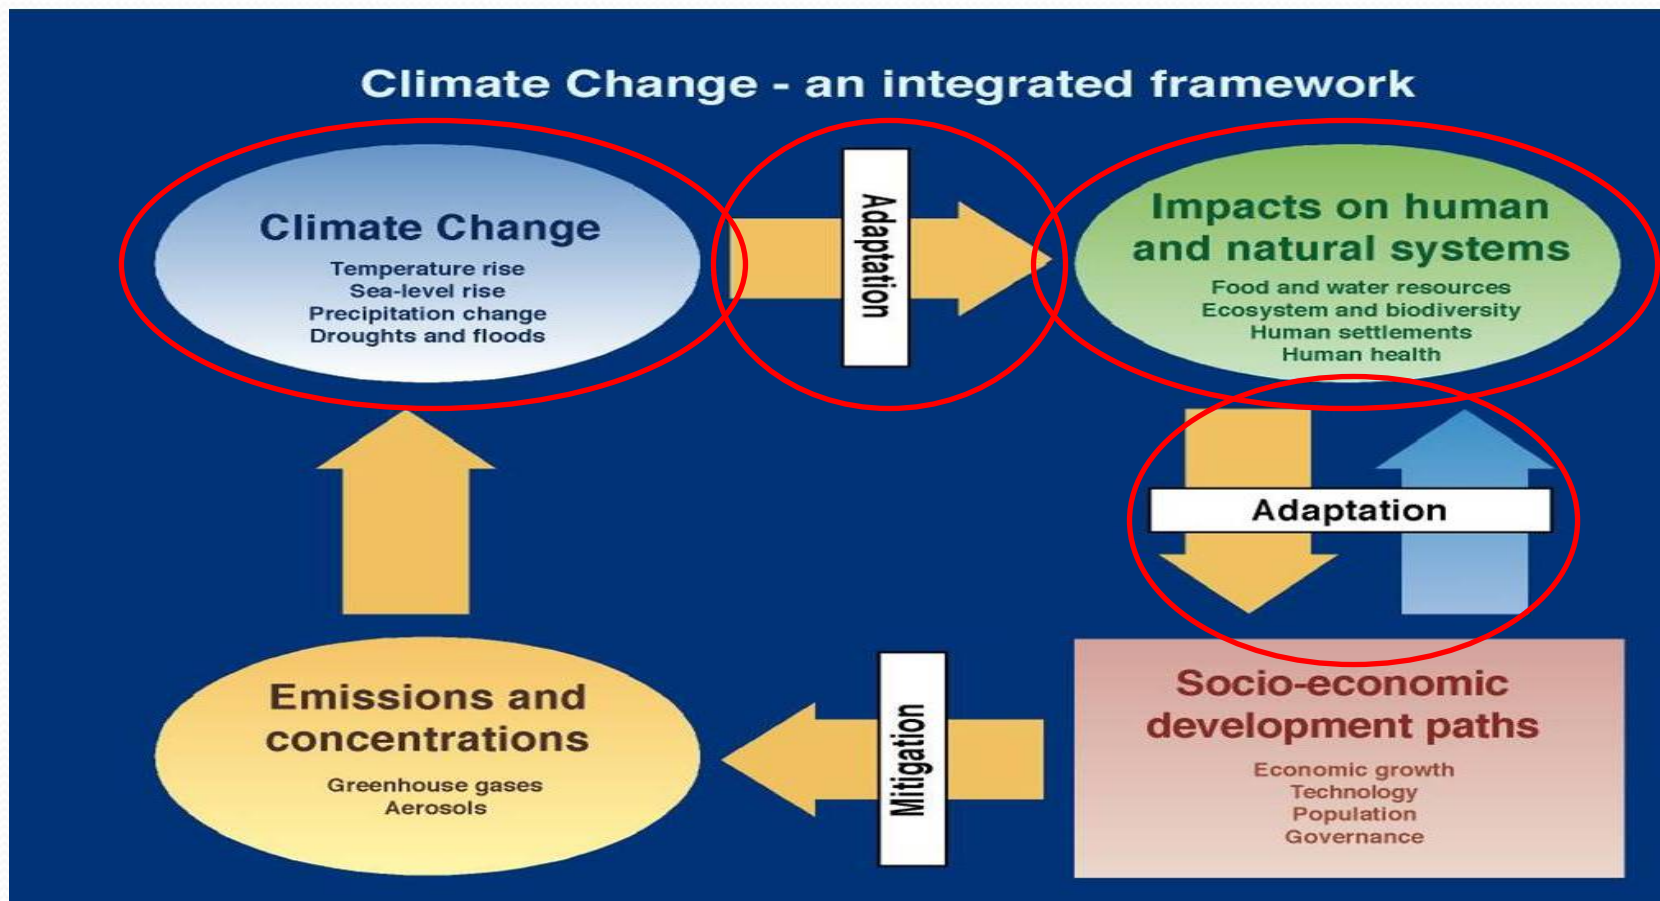 Climate Change - an integrated framework
Climate Change
Temperature rise
Sea-level rise
Precipitation change
Droughts and floods
Adaptation
Impacts on human
and natural systems
Food and water resources
Ecosystem and biodiversity
Human settlements
Human health
Adaptation
Emissions and
concentrations
Greenhouse gases
Aerosols
Mitigation
Socio-economic
development paths
Economic growth
Technology
Population
Governance